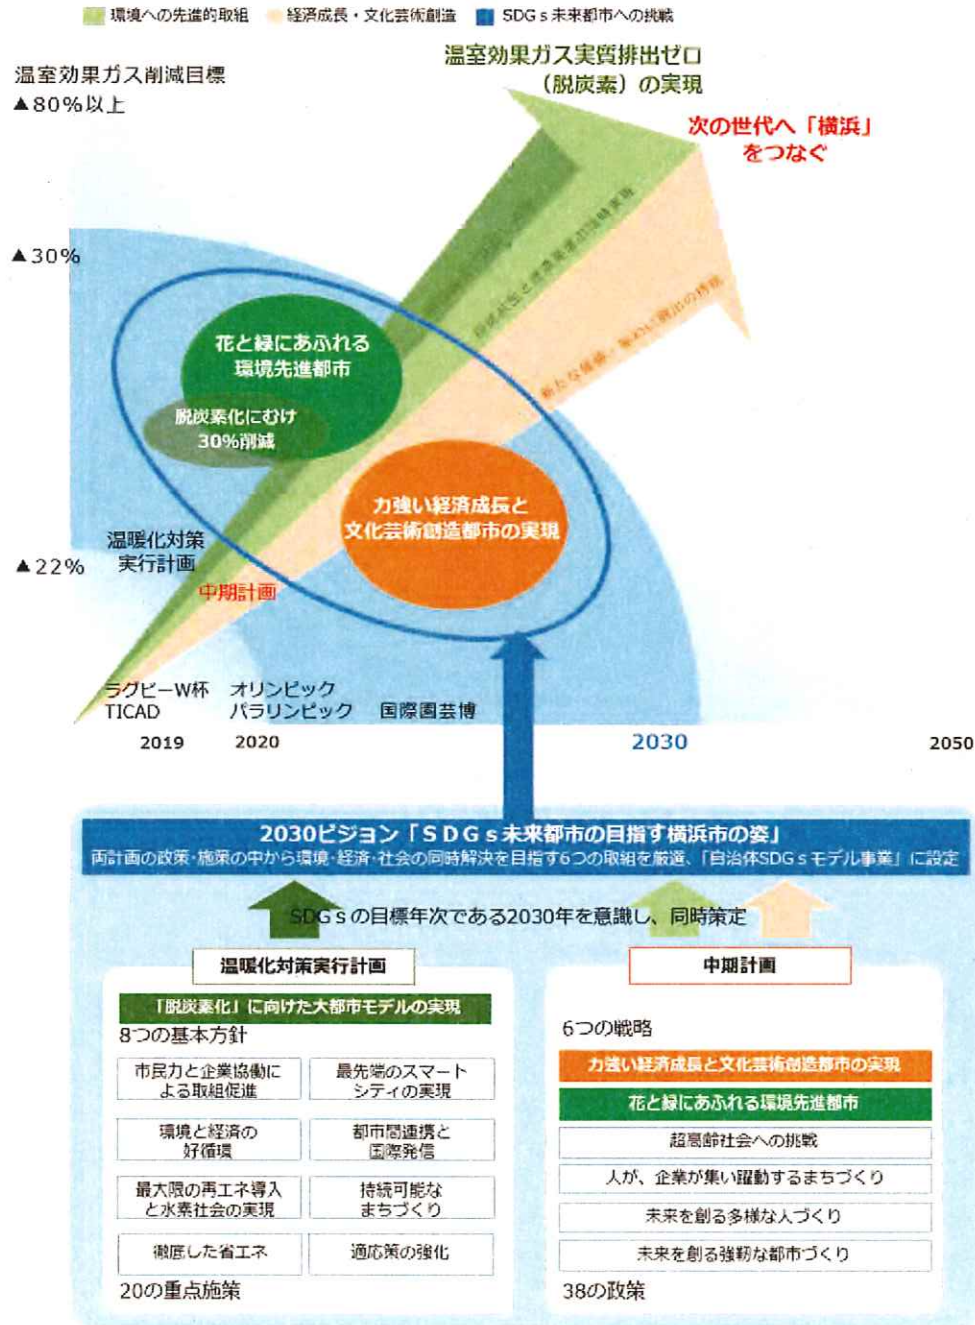 環境への先進的取組
経済成長・文化芸術創造
SDGs未来都市への挑戦
温室効果ガス実質排出ゼロ
（脱炭素）の実現
温室効果ガス削減目標
▲80%以上
次の世代へ「横浜」
をつなぐ
▲30%
花と緑にあふれる
環境先進都市
脱炭素化にむけ
30%削減
力強い経済成長と
文化芸術創造都市の実現
温暖化対策
実行計画
▲22%
中期計画
ラグビーW杯
TICAD
オリンピック
パラリンピック
国際園芸博
2019
2020
2030
2050
2030ビジョン「SDGs未来都市の目指す横浜市の姿」
両計画の政策・施策の中から環境・経済・社会の同時解決を目指す6つの取組を厳選、「自治体SDGsモデル事業」に設定
SDGsの目標年次である2030年を意識し、同時策定
温暖化対策実行計画
「脱炭素化」に向けた大都市モデルの実現
8つの基本方針
市民力と企業協働に
よる取組促進
最先端のスマート
シティの実現
環境と経済の
好循環
都市間連携と
国際発信
最大限の再エネ導入
と水素社会の実現
持続可能な
まちづくり
徹底した省エネ
適応策の強化
20の重点施策
中期計画
6つの戦略
力強い経済成長と文化芸術創造都市の実現
花と緑にあふれる環境先進都市
超高齢社会への挑戦
人が、企業が集い躍動するまちづくり
未来を創る多様な人づくり
未来を創る強靭な都市づくり
38の政策